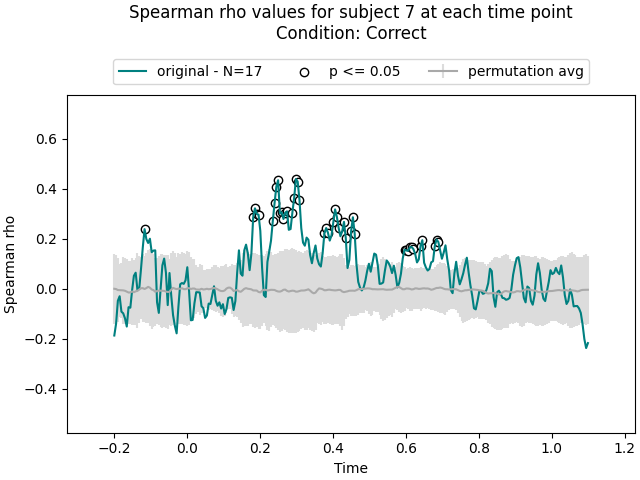 Spearman rho values for subject 7 at each time point
Condition: Correct
original - N=17
p <= 0.05
permutation avg
0.6
0.4
0.2
0.0
−0.2
−0.4
Spearman rho
−0.2
0.0
0.2
0.4
0.6
0.8
1.0
1.2
Time